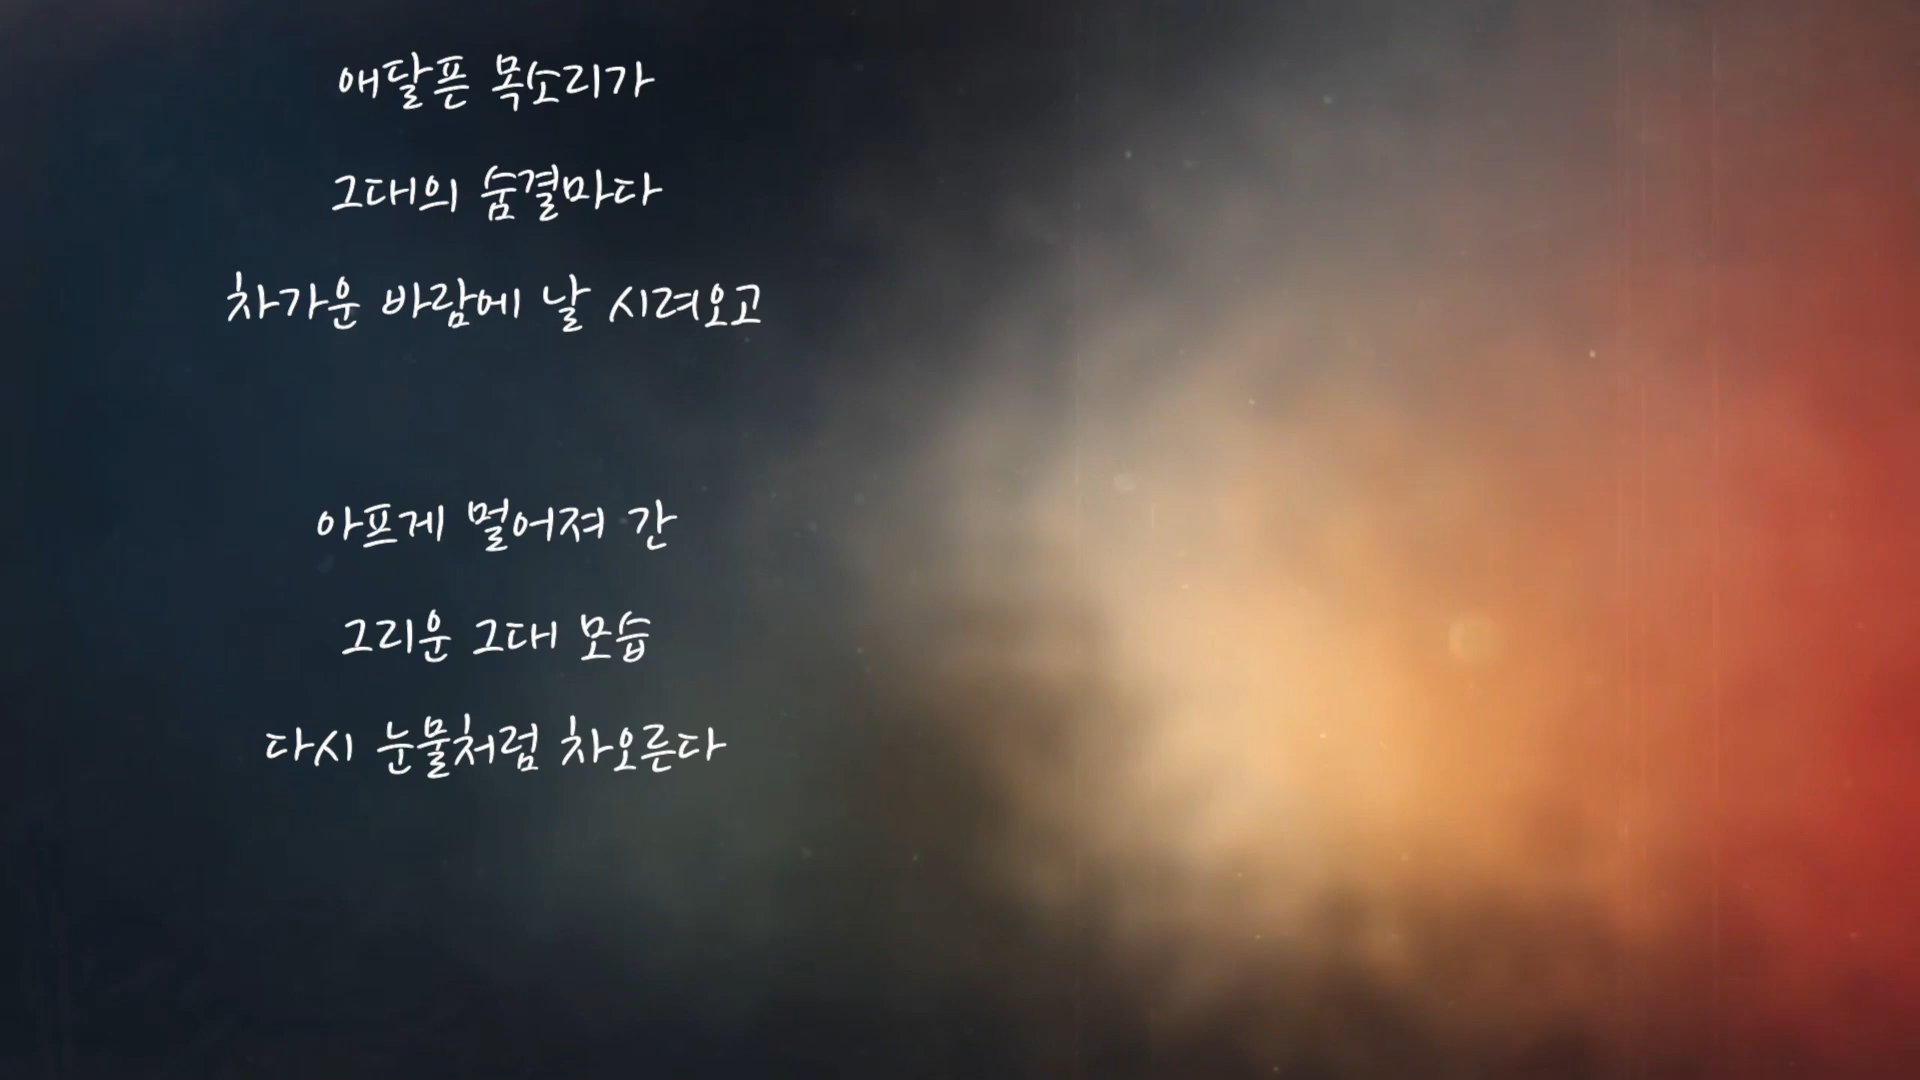 애달픈 목소리가
그대의 숨결마다
차가운 바람에 날 시려오고
아프게 멀어져 간
그리운 그대 모습
다시 눈물처럼 차오른다